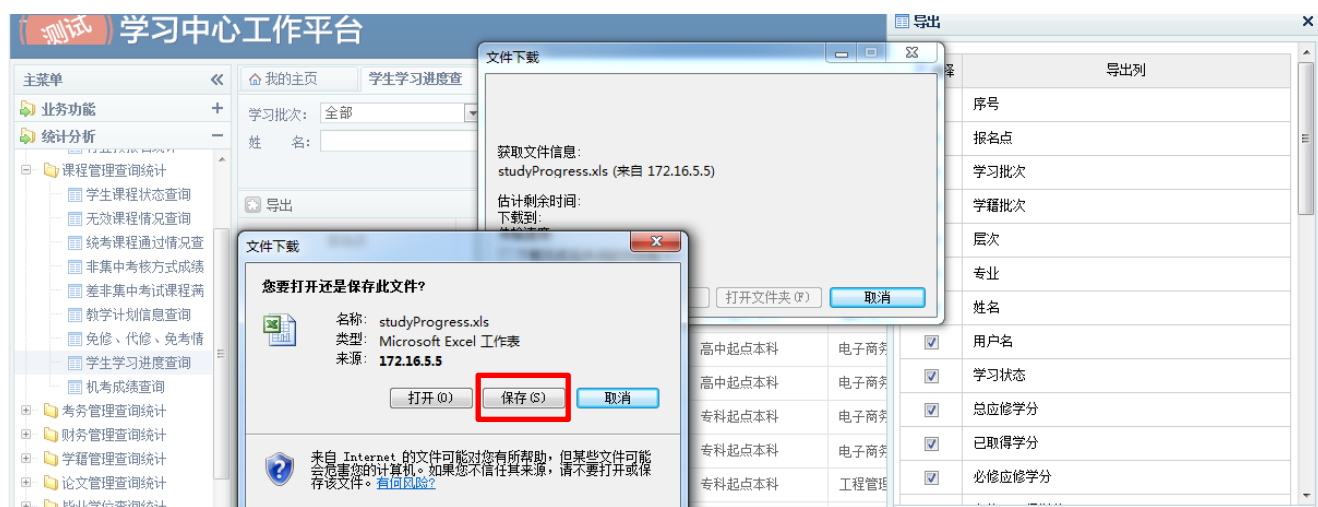 测试 学习中心工作平台
主菜单
业务功能
统计分析
课程管理查询统计
学生课程状态查询
无效课程情况查询
统考课程通过情况查
非集中考核方式成绩
差非集中考试课程满
教学计划信息查询
免修、代修、免考情
学生学习进度查询
机考成绩查询
考务管理查询统计
财务管理查询统计
学籍管理查询统计
论文管理查询统计
我的主页 学生学习进度查
学习批次: 全部
姓 名:
导出
文件下载
获取文件信息:
studyProgress.xls (来自 172.16.5.5)
估计剩余时间:
下载到:
打开文件夹(F) 取消
文件下载
您要打开还是保存此文件?
名称: studyProgress.xls
类型: Microsoft Excel 工作表
来源: 172.16.5.5
打开(O) 保存(S) 取消
来自 Internet 的文件可能对您有所帮助，但某些文件可能
会危害您的计算机。如果您不信任其来源，请不要打开或保
存该文件。有何风险?
高中起点本科 电子商务
高中起点本科 电子商务
专科起点本科 电子商务
专科起点本科 电子商务
专科起点本科 工程管理
导出
择 导出列
序号
报名点
学习批次
学籍批次
层次
专业
姓名
用户名
学习状态
总应修学分
已取得学分
必修应修学分